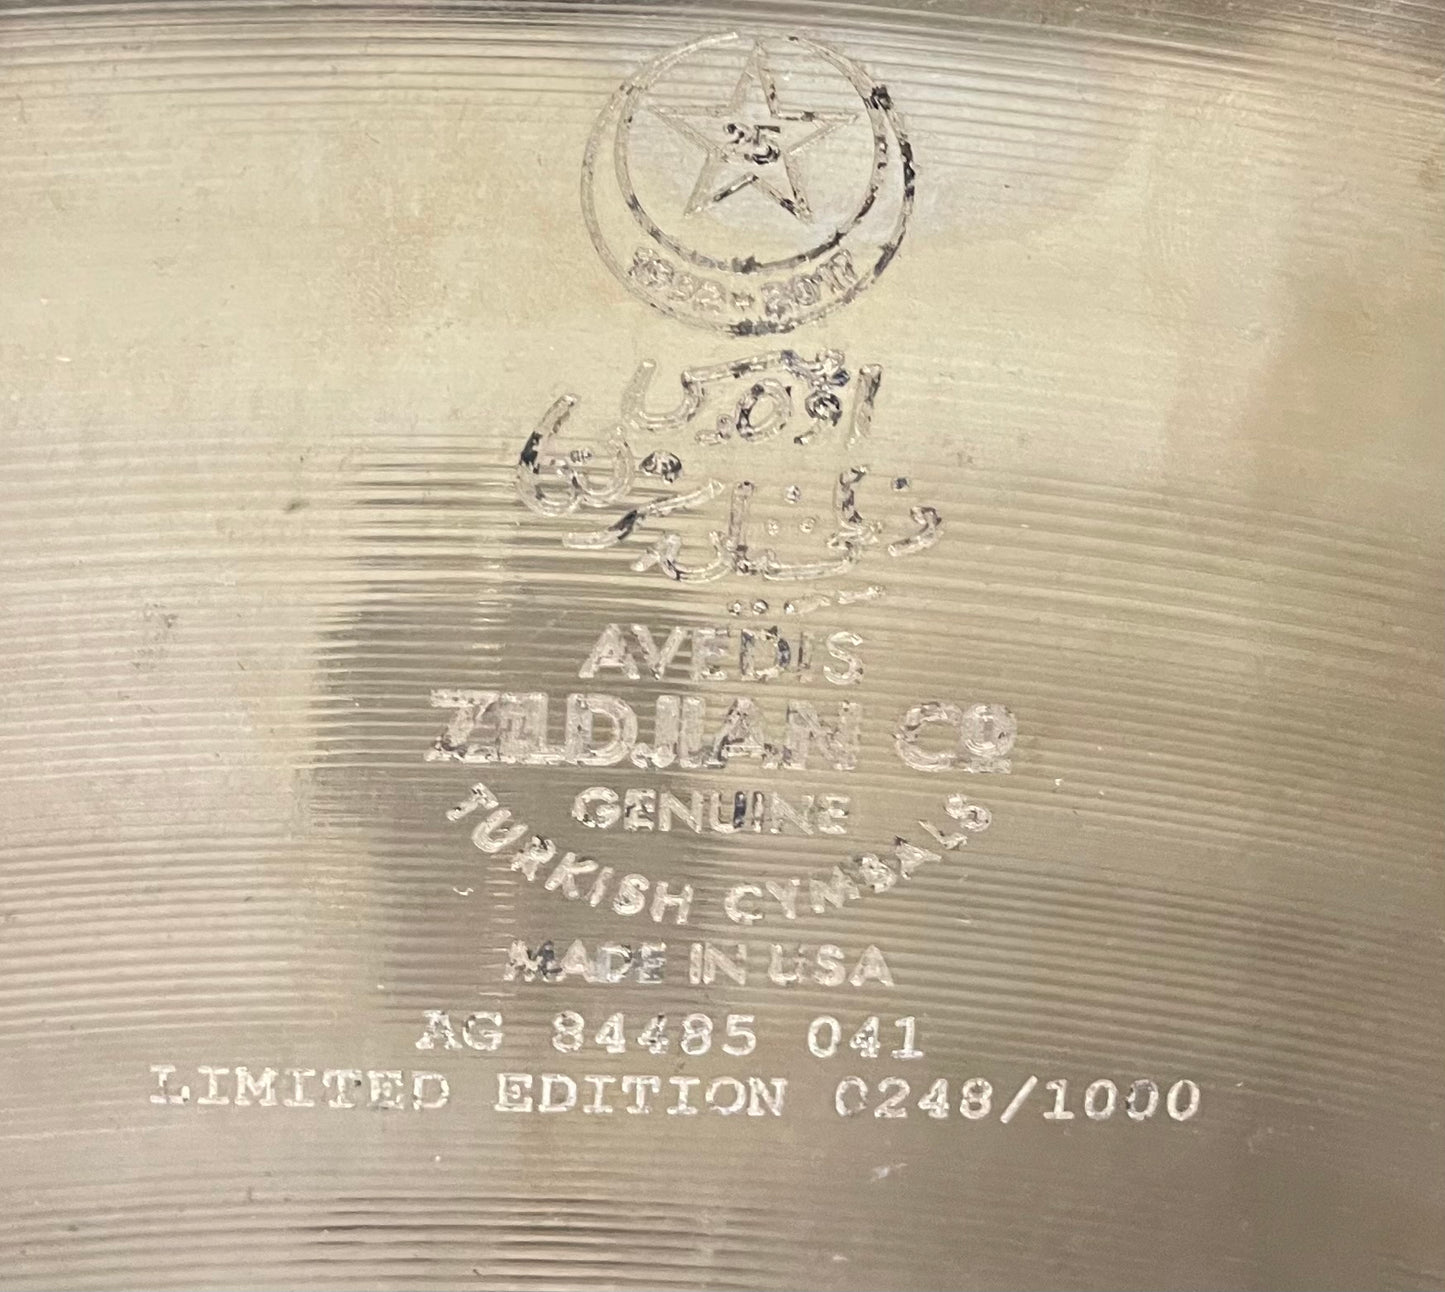 25
1992 - 2017
AVEDIS
ZILDJIAN CO
GENUINE
TURKISH CYMBALS
MADE IN USA
AG 84485 041
LIMITED EDITION 0248/1000